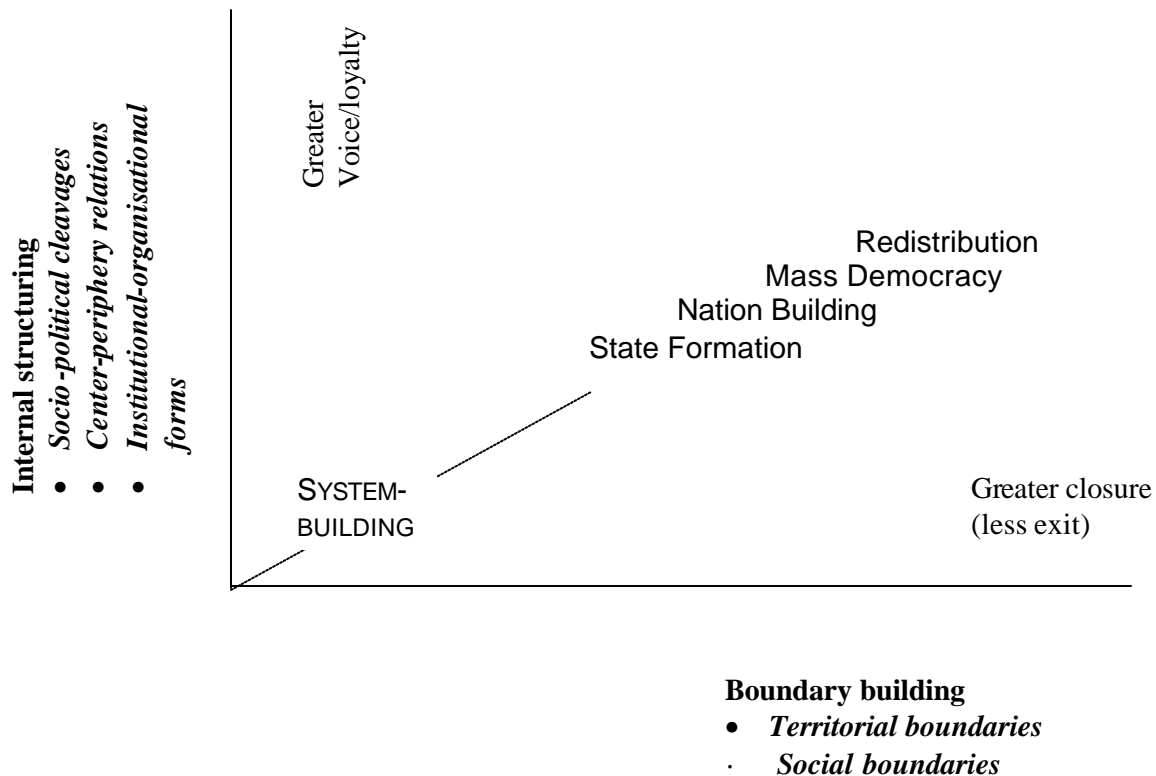 Internal structuring
• Socio-political cleavages
• Center-periphery relations
• Institutional-organisational
forms
Greater
Voice/loyalty
Redistribution
Mass Democracy
Nation Building
State Formation
SYSTEM-
BUILDING
Greater closure
(less exit)
Boundary building
• Territorial boundaries
· Social boundaries